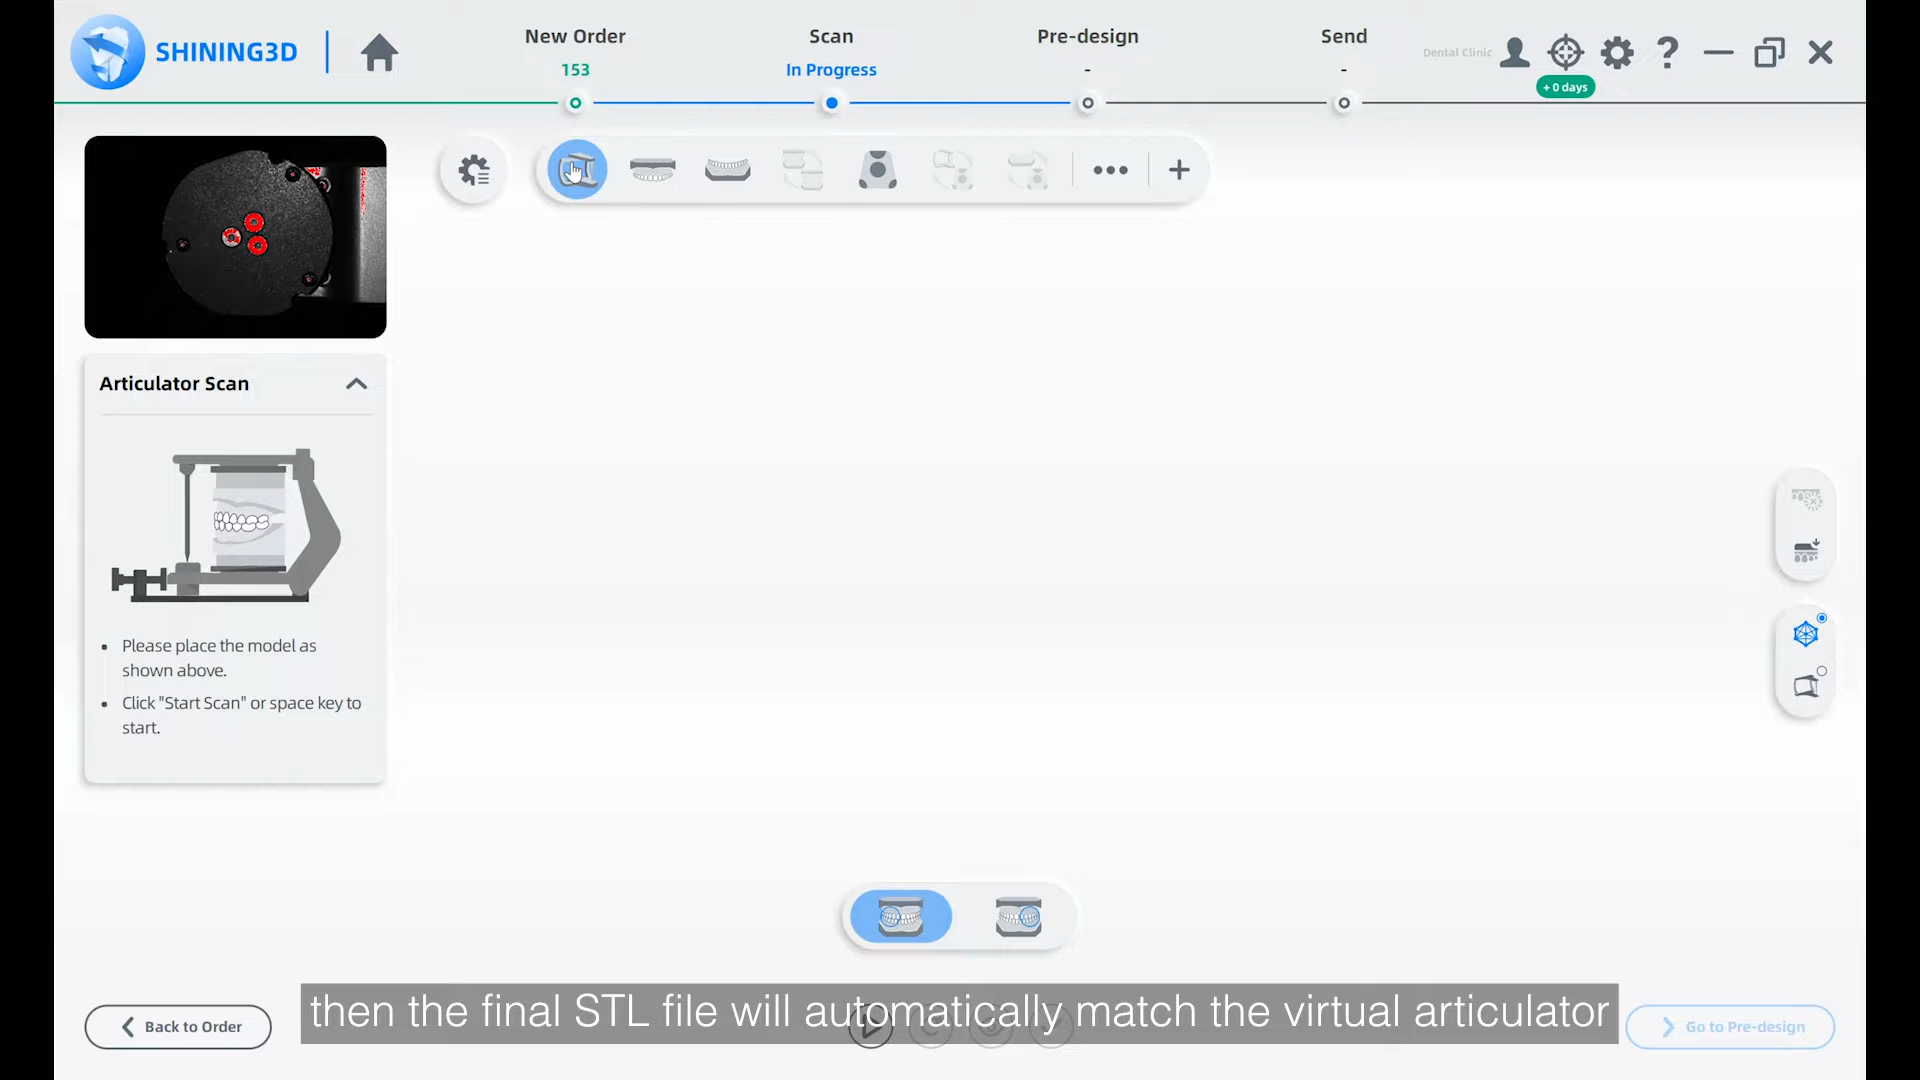 SHINING3D
New Order
153
Scan
In Progress
Pre-design
-
Send
-
Dental Clinic
+ 0 days
Articulator Scan
Please place the model as
shown above.
Click "Start Scan" or space key to
start.
Back to Order
then the final STL file will automatically match the virtual articulator
Go to Pre-design